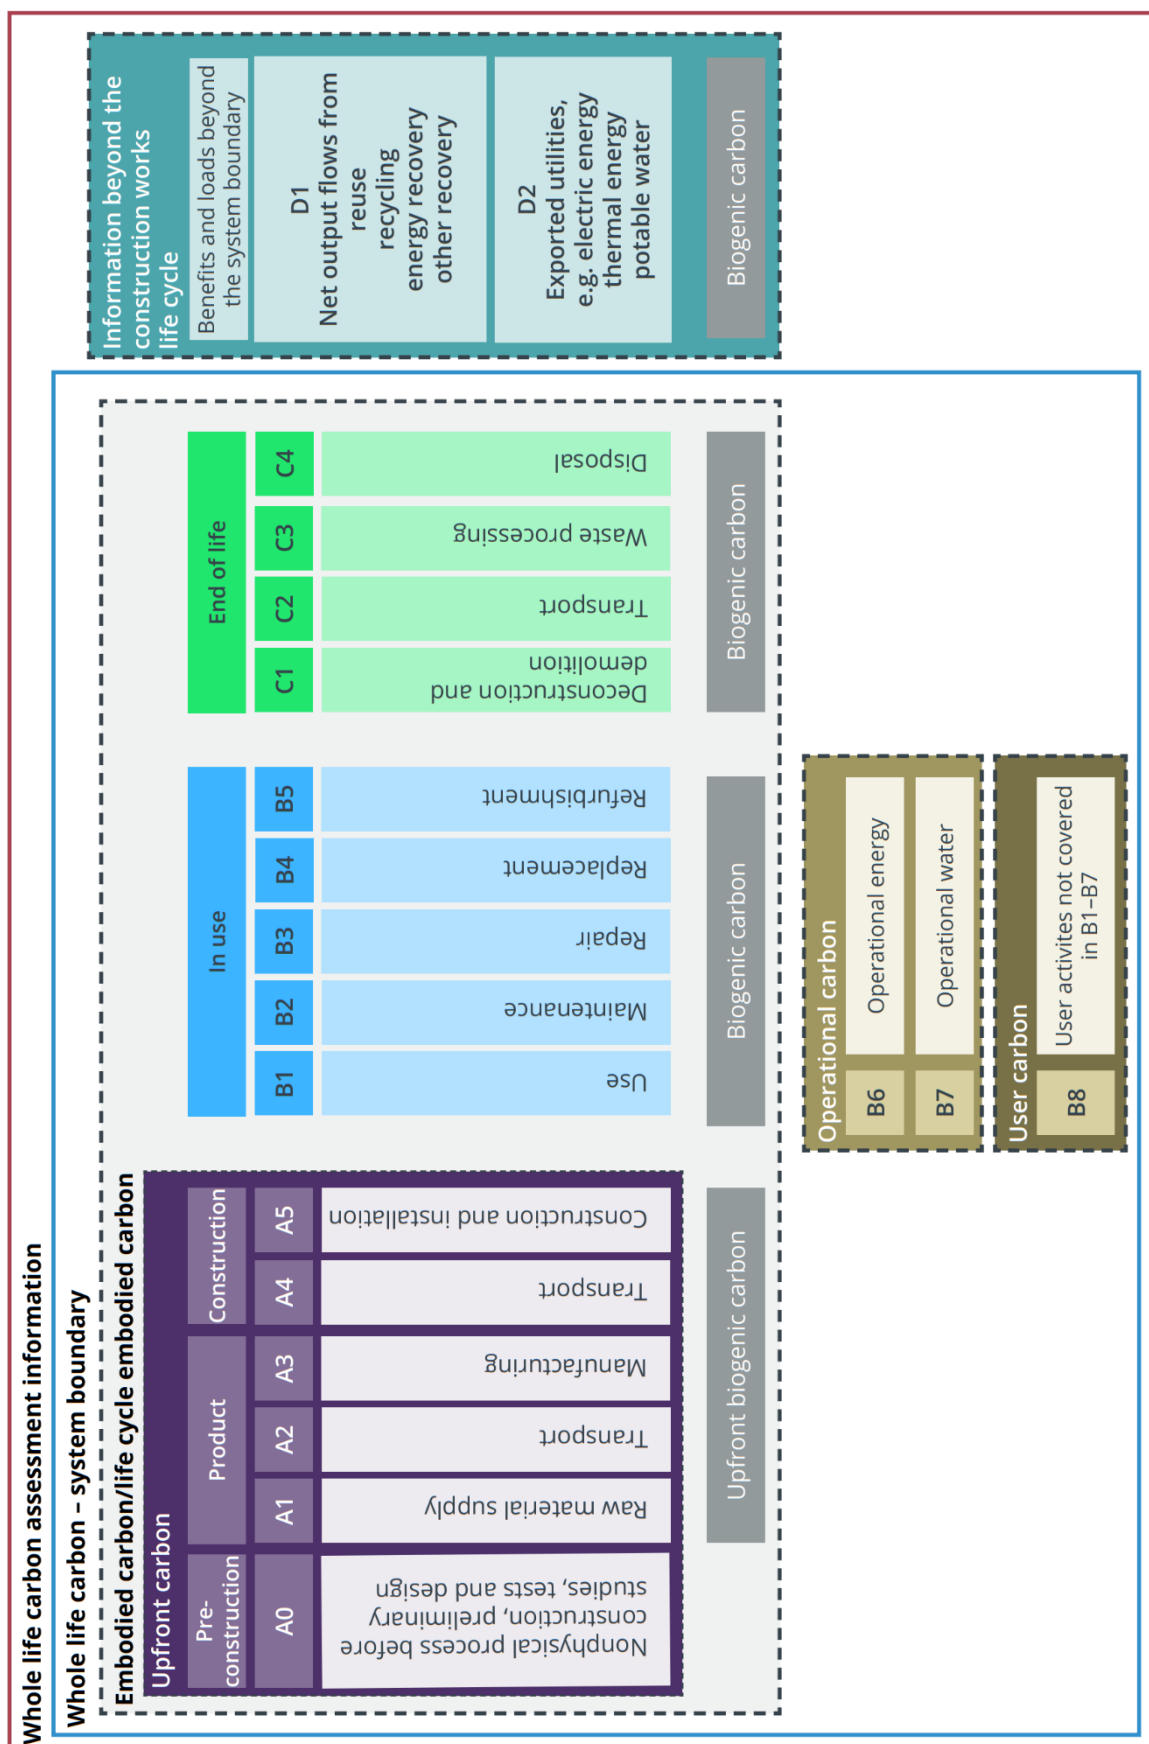 Whole life carbon assessment information
Whole life carbon – system boundary
Embodied carbon/life cycle embodied carbon
Upfront carbon
Pre-
construction
Product
Construction
A0
A1
A2
A3
A4
A5
Nonphysical process before
construction, preliminary
studies, tests and design
Raw material supply
Transport
Manufacturing
Transport
Construction and installation
Upfront biogenic carbon
In use
B1
B2
B3
B4
B5
Use
Maintenance
Repair
Replacement
Refurbishment
Biogenic carbon
End of life
C1
C2
C3
C4
Deconstruction and
demolition
Transport
Waste processing
Disposal
Biogenic carbon
Operational carbon
B6
Operational energy
B7
Operational water
User carbon
B8
User activites not covered
in B1–B7
Information beyond the
construction works
life cycle
Benefits and loads beyond
the system boundary
D1
Net output flows from
reuse
recycling
energy recovery
other recovery
D2
Exported utilities,
e.g. electric energy
thermal energy
potable water
Biogenic carbon